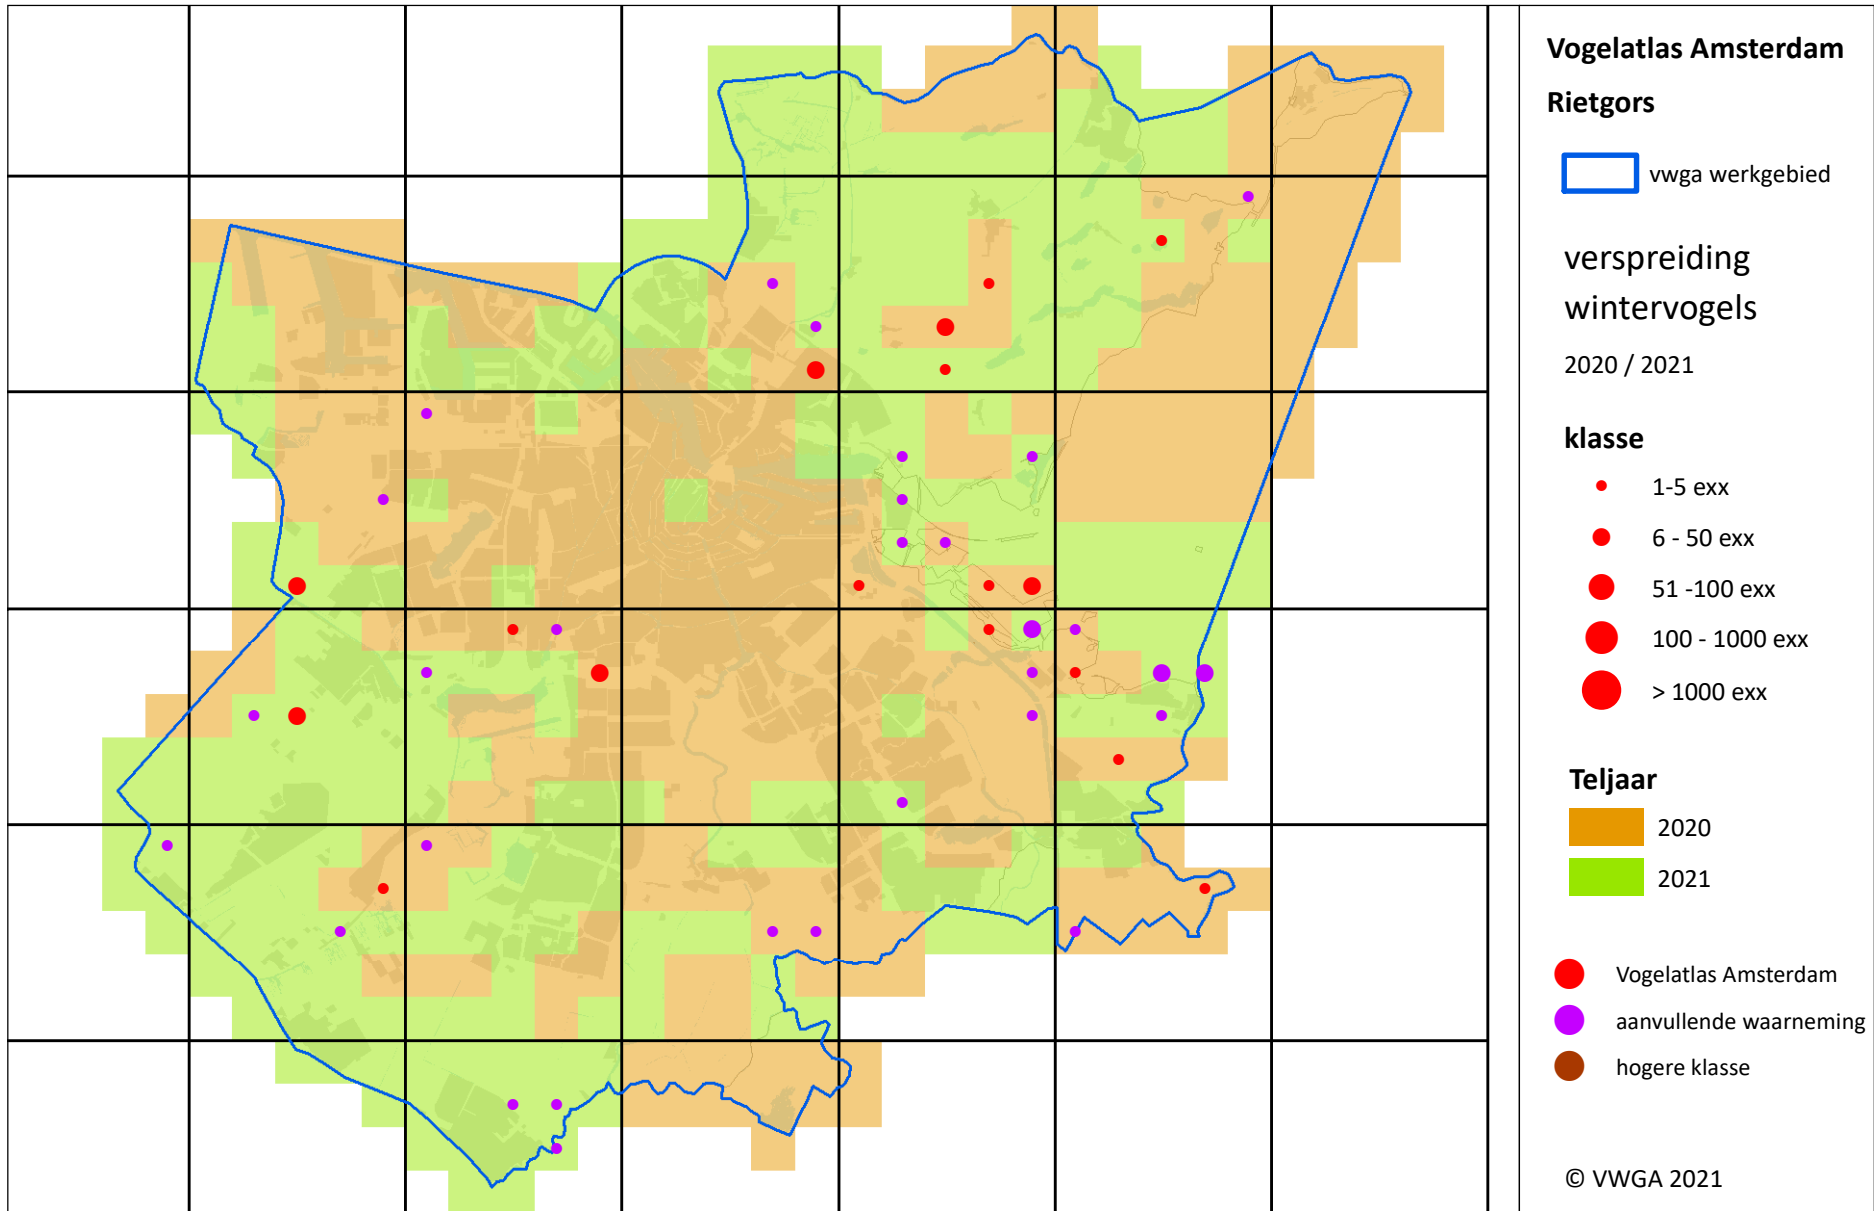 Vogelatlas Amsterdam
Rietgors
vwga werkgebied
verspreiding
wintervogels
2020 / 2021
klasse
1-5 exx
6 - 50 exx
51 -100 exx
100 - 1000 exx
> 1000 exx
Teljaar
2020
2021
Vogelatlas Amsterdam
aanvullende waarneming
hogere klasse
© VWGA 2021